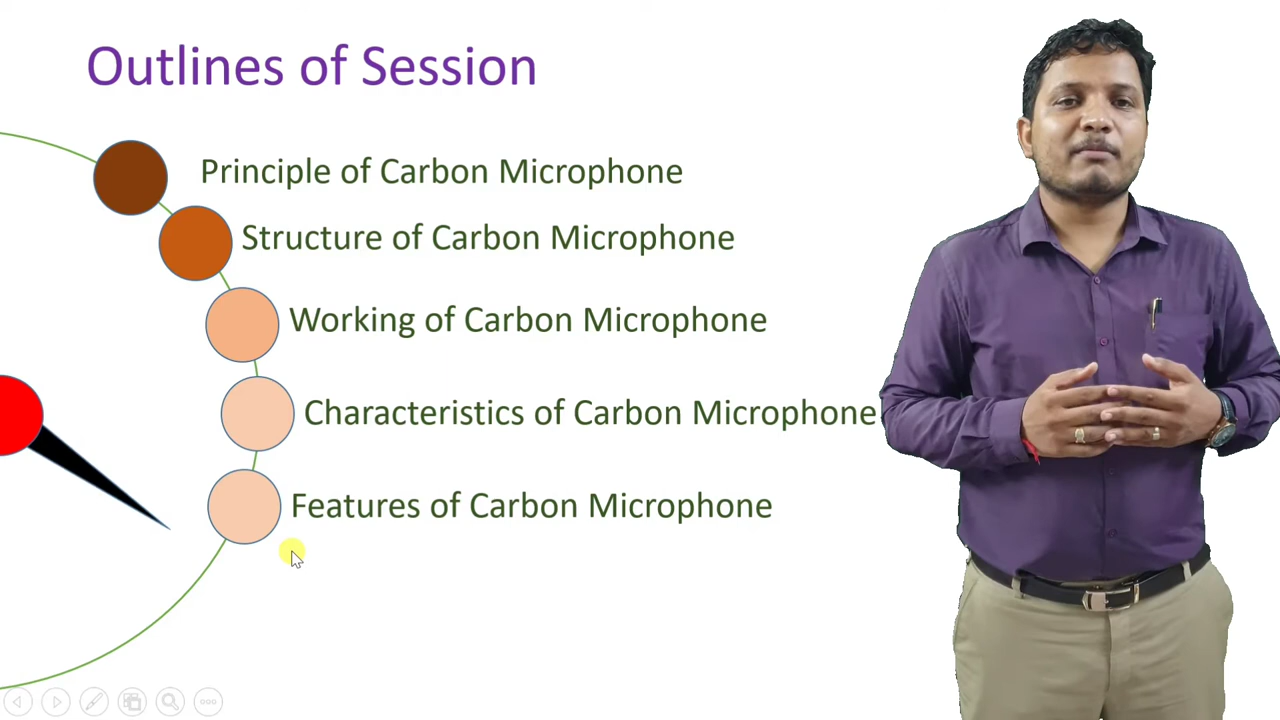 Outlines of Session
Principle of Carbon Microphone
Structure of Carbon Microphone
Working of Carbon Microphone
Characteristics of Carbon Microphone
Features of Carbon Microphone